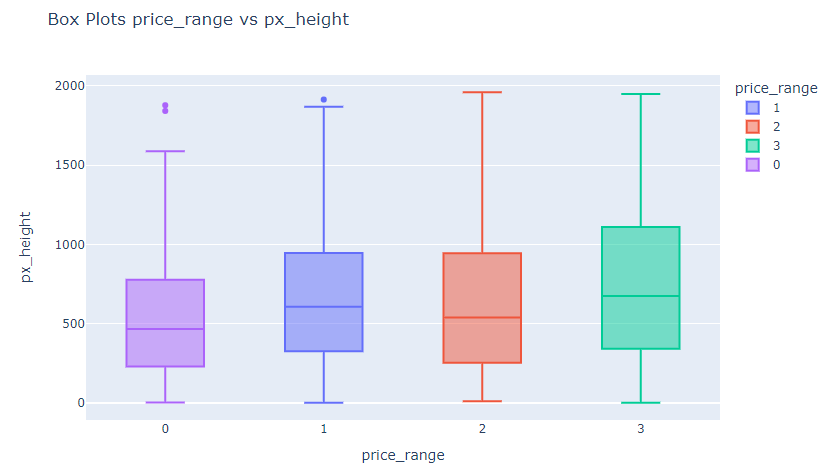 Box Plots price_range vs px_height
price_range
1
2
3
0
px_height
2000
1500
1000
500
0
0 1 2 3
price_range